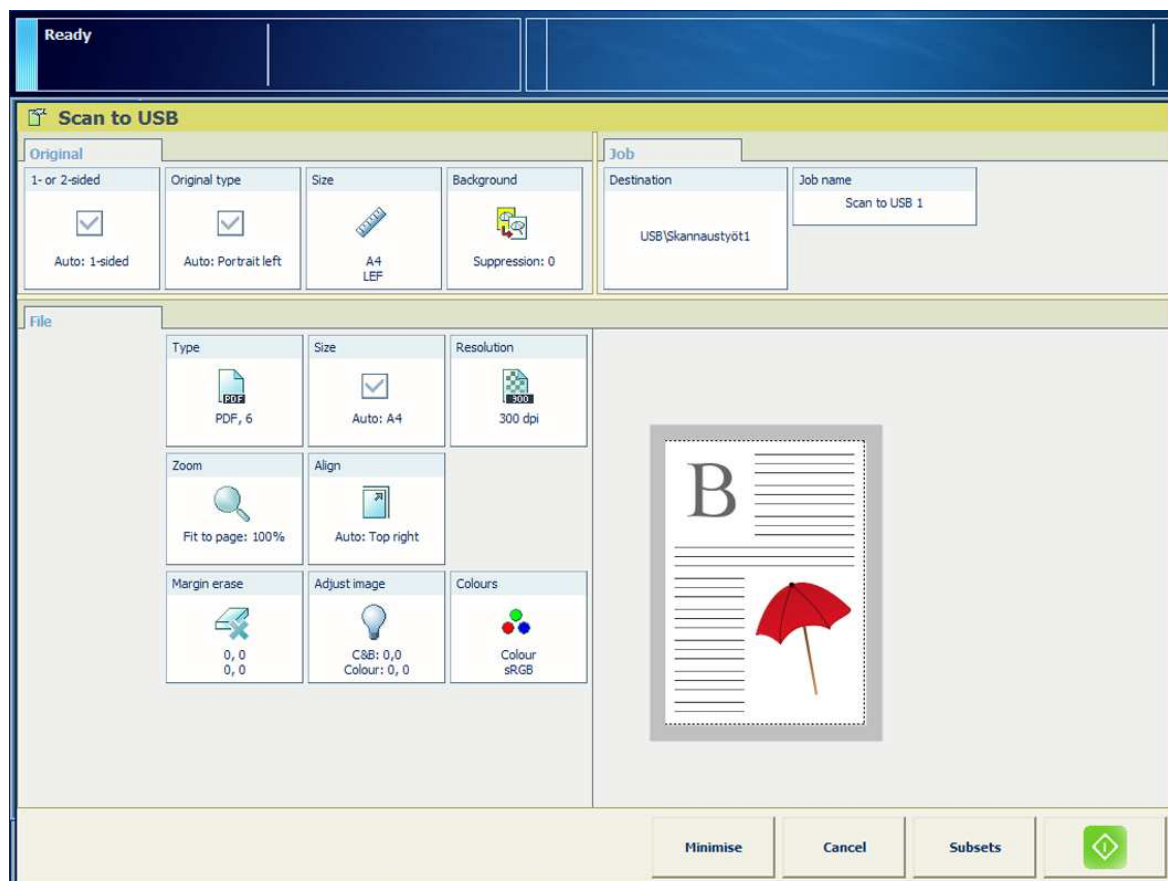 Ready
Scan to USB
Original
1- or 2-sided
Auto: 1-sided
Original type
Auto: Portrait left
Size
A4
LEF
Background
Suppression: 0
Job
Destination
USB\Skannaustyöt1
Job name
Scan to USB 1
File
Type
PDF
PDF, 6
Size
Auto: A4
Resolution
300
300 dpi
Zoom
Fit to page: 100%
Align
Auto: Top right
Margin erase
0, 0
0, 0
Adjust image
C&B: 0,0
Colour: 0, 0
Colours
Colour
sRGB
B
Minimise
Cancel
Subsets